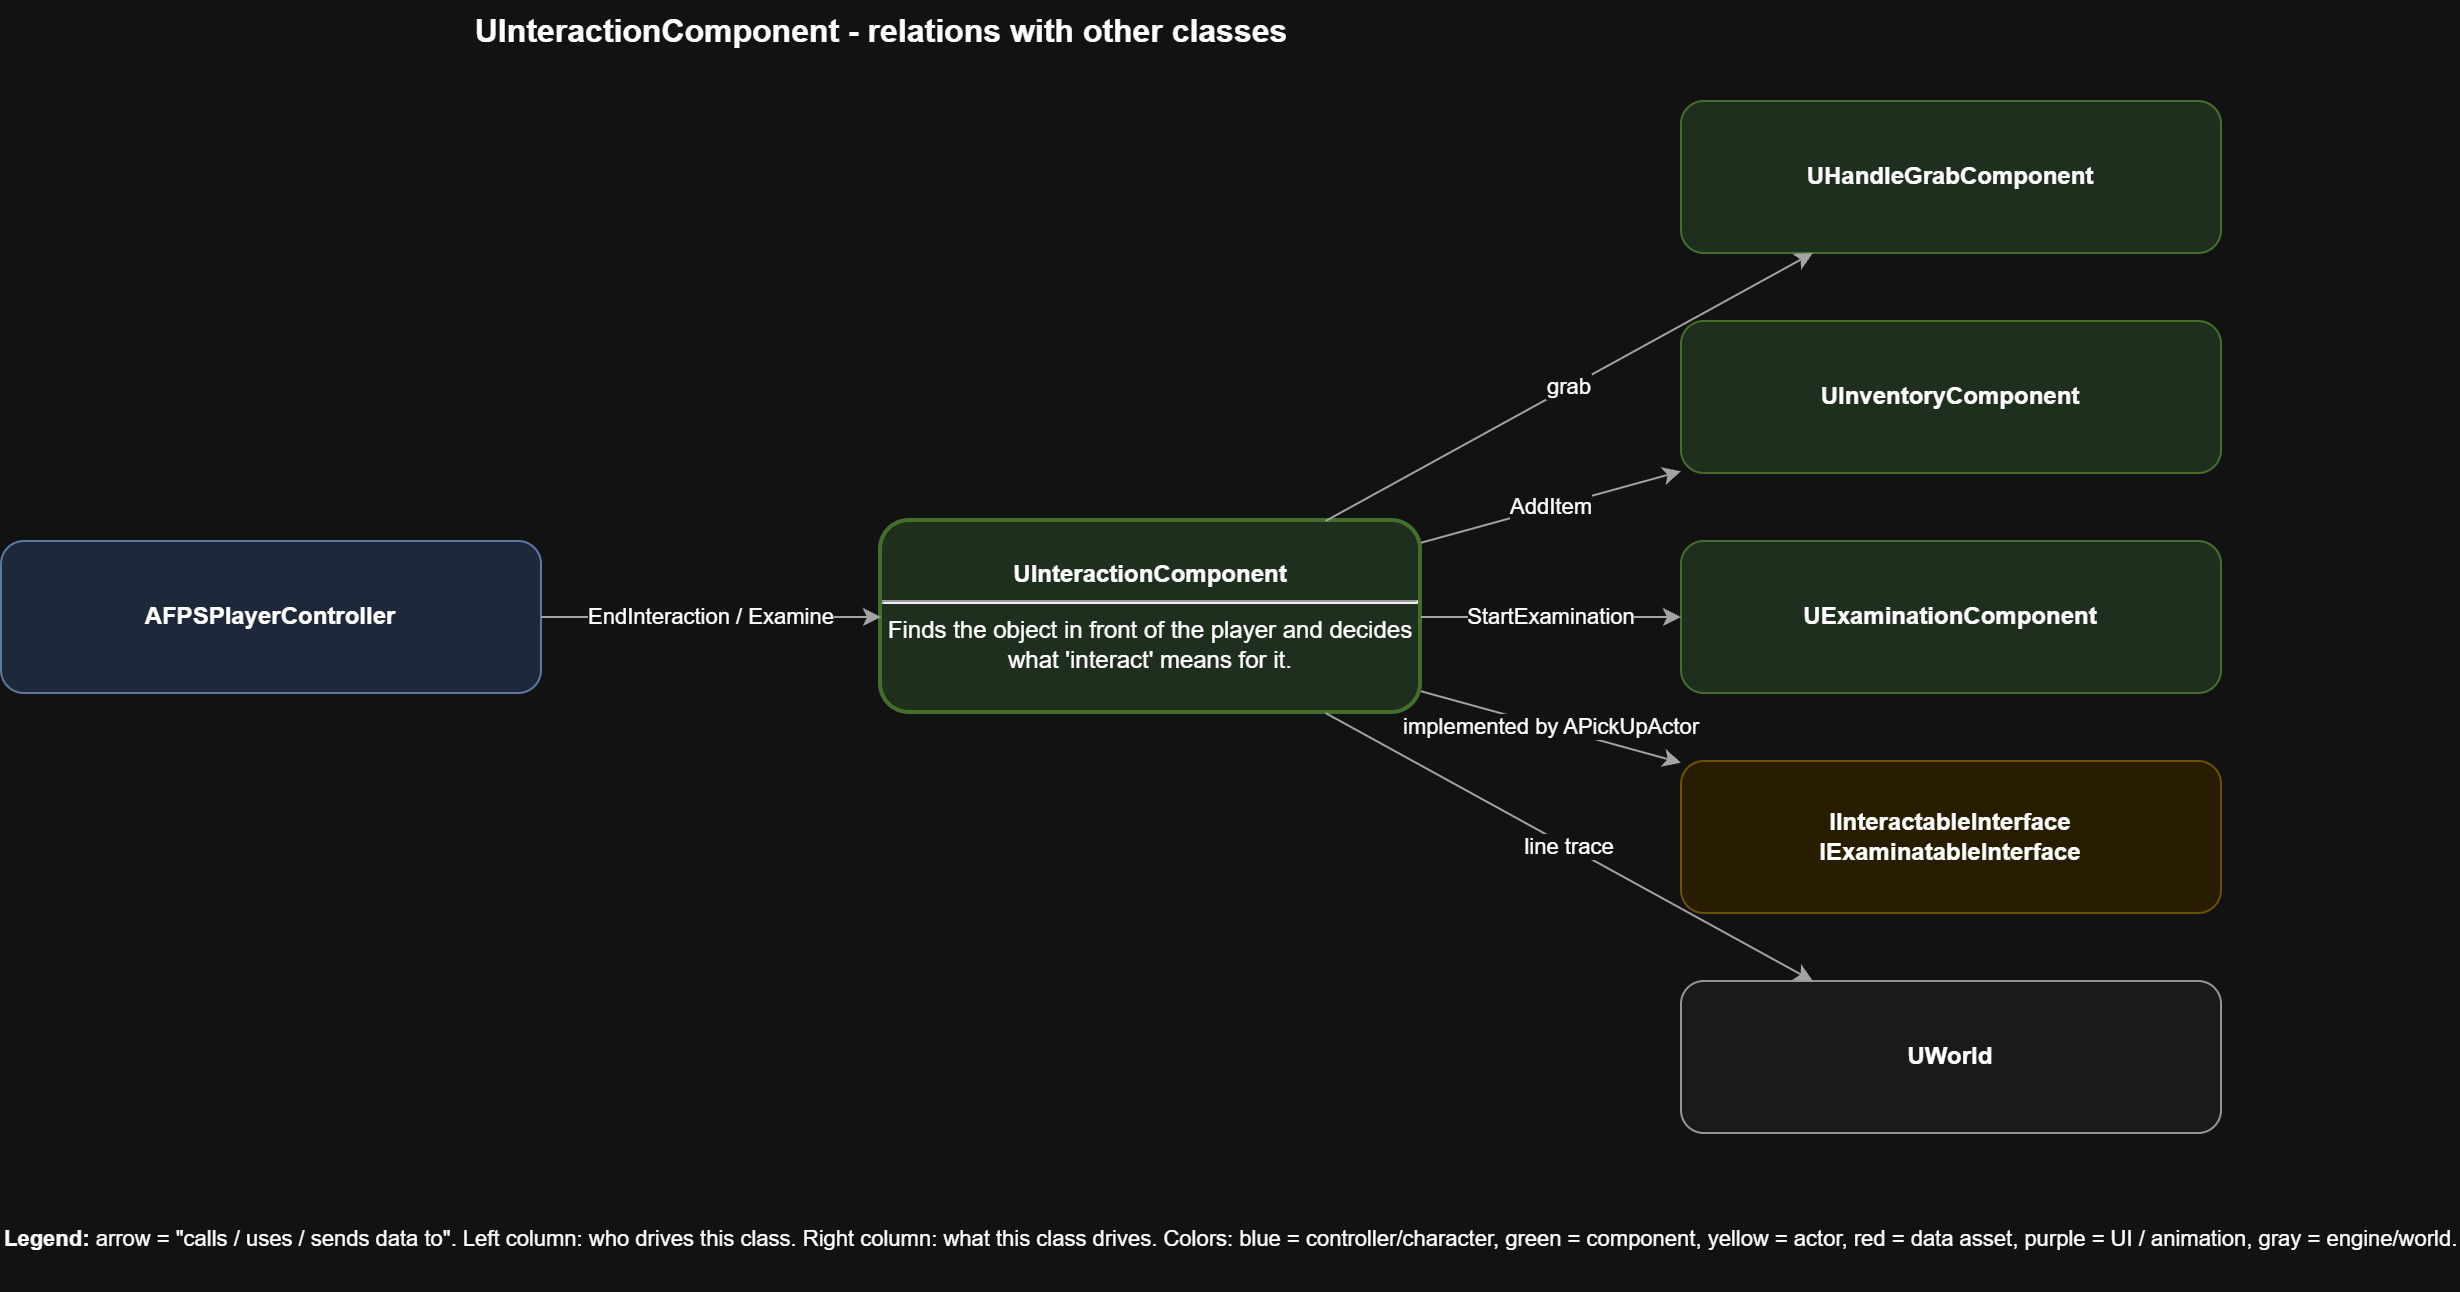 UInteractionComponent - relations with other classes
UHandleGrabComponent
grab
UInventoryComponent
AddItem
AFPSPlayerController
EndInteraction / Examine
UInteractionComponent
Finds the object in front of the player and decides
what 'interact' means for it.
StartExamination
UExaminationComponent
implemented by APickUpActor
IInteractableInterface
IExaminatableInterface
line trace
UWorld
Legend: arrow = "calls / uses / sends data to". Left column: who drives this class. Right column: what this class drives. Colors: blue = controller/character, green = component, yellow = actor, red = data asset, purple = UI / animation, gray = engine/world.